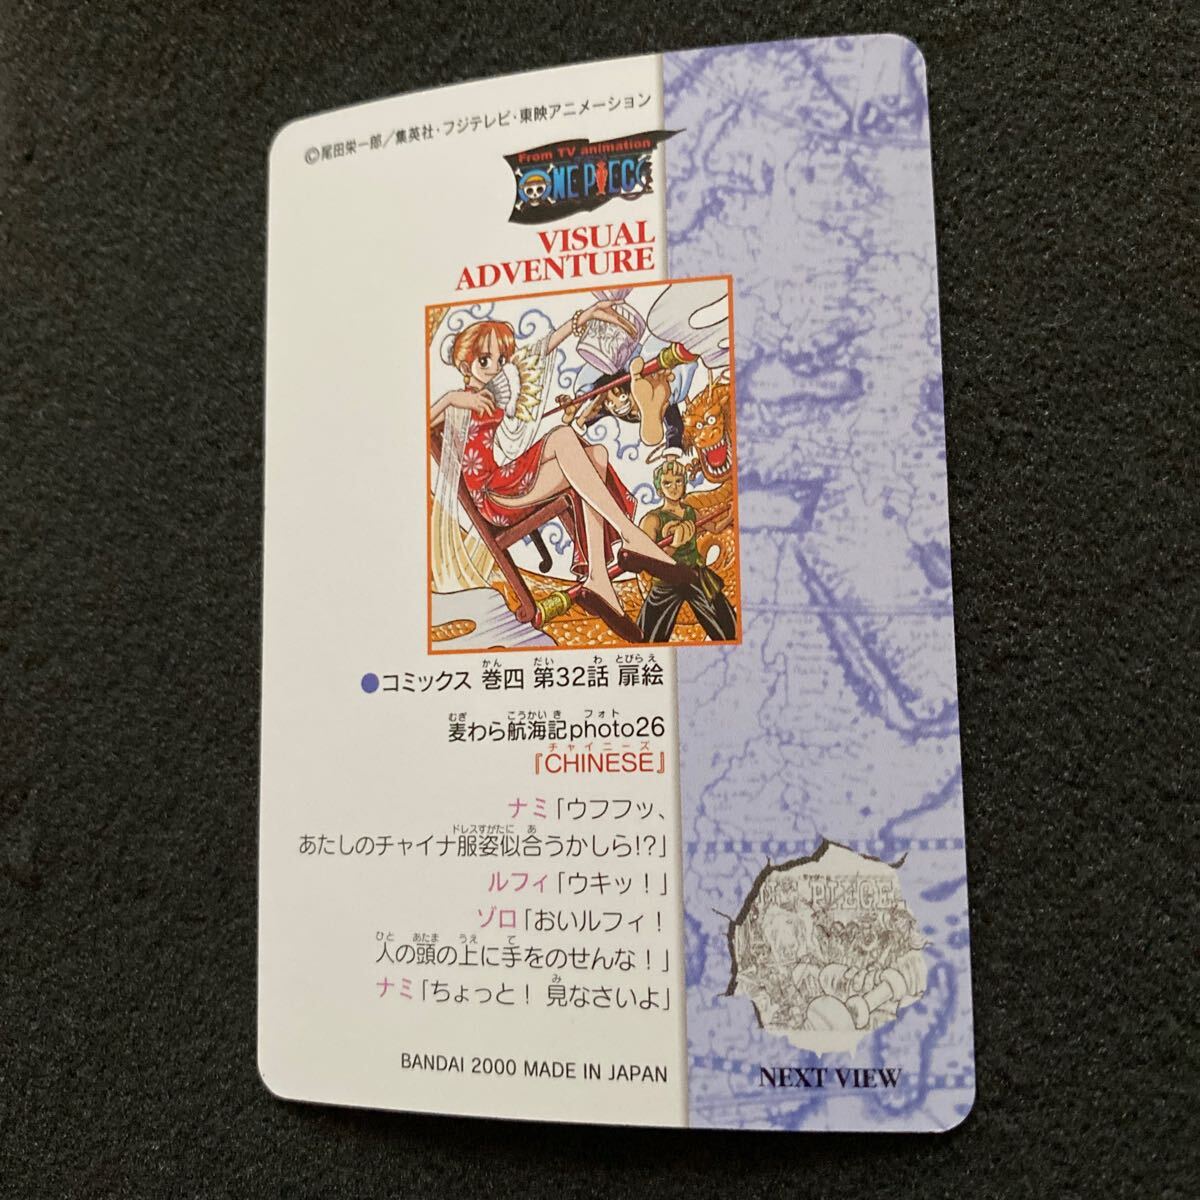 ©尾田栄一郎／集英社・フジテレビ・東映アニメーション
From TV animation
ONE PIECE
VISUAL
ADVENTURE
●コミックス 巻四 第32話 扉絵
麦わら航海記photo26
『CHINESE』
ナミ「ウフフッ、
あたしのチャイナ服姿似合うかしら!?」
ルフィ「ウキッ！」
ゾロ「おいルフィ！
人の頭の上に手をのせんな！」
ナミ「ちょっと！ 見なさいよ」
BANDAI 2000 MADE IN JAPAN
PIECE
NEXT VIEW